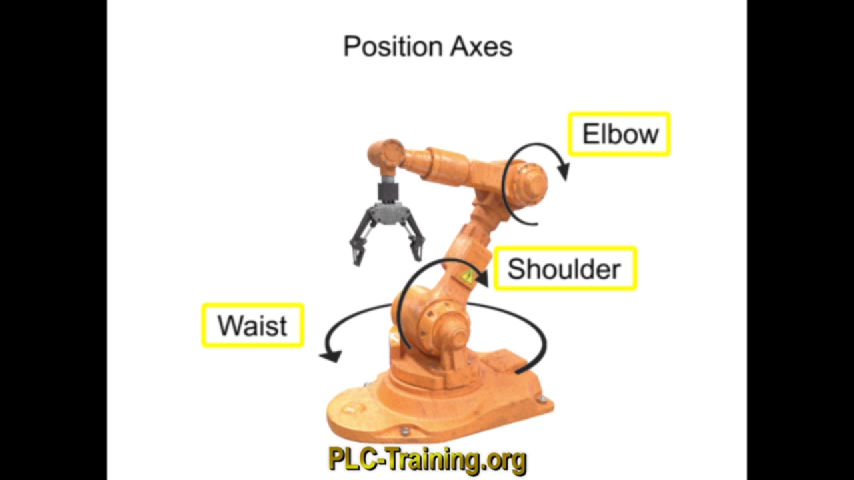 Position Axes
Elbow
Shoulder
Waist
PLC-Training.org